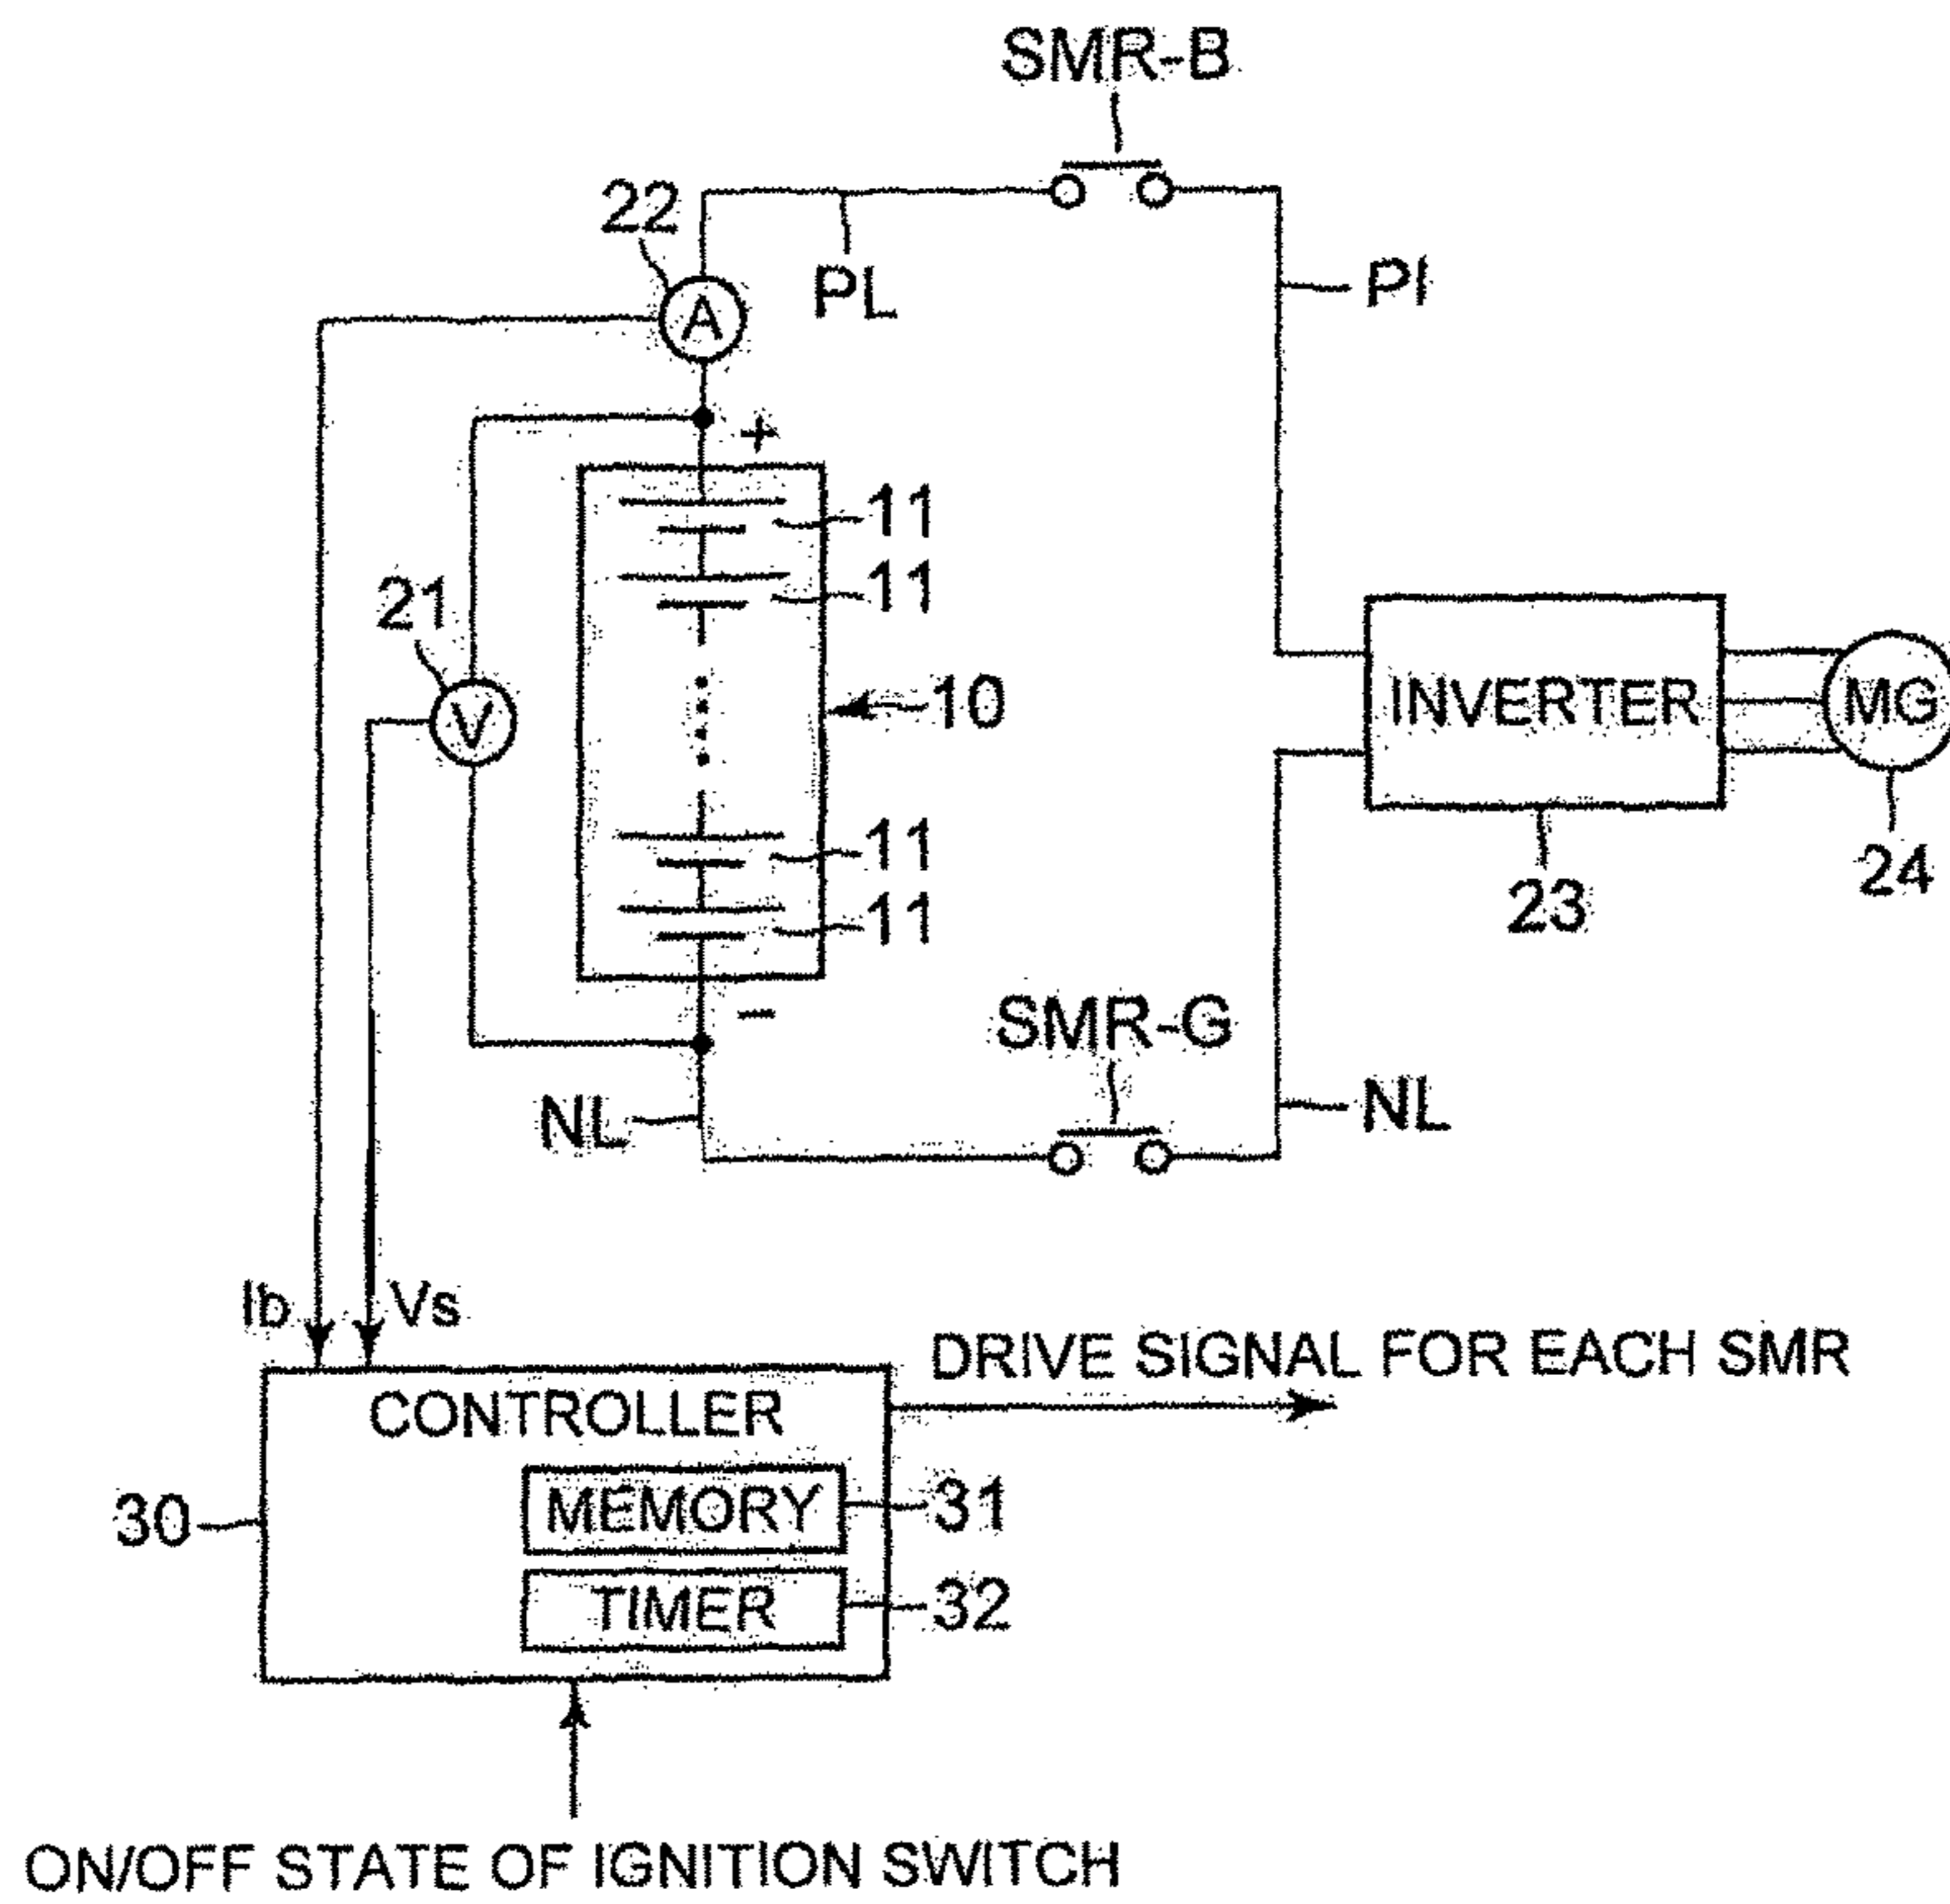 SMR-B
22
PL
PI
A
+
11
11
21
10
V
INVERTER
MG
11
11
23
24
−
SMR-G
NL
NL
Ib
Vs
DRIVE SIGNAL FOR EACH SMR
CONTROLLER
30
MEMORY
31
TIMER
32
ON/OFF STATE OF IGNITION SWITCH